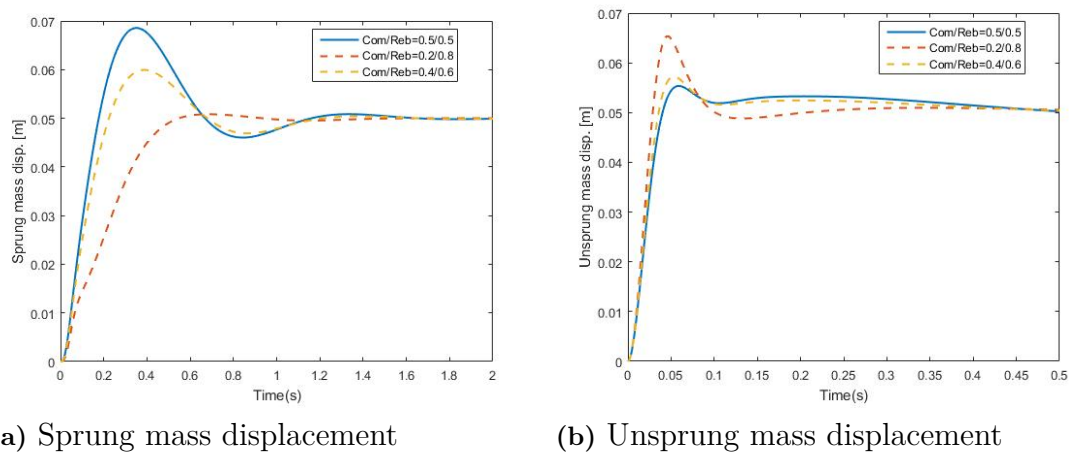 0.07
0.06
0.05
0.04
0.03
0.02
0.01
0
Sprung mass disp. [m]
Com/Reb=0.5/0.5
Com/Reb=0.2/0.8
Com/Reb=0.4/0.6
0 0.2 0.4 0.6 0.8 1 1.2 1.4 1.6 1.8 2
Time(s)
a) Sprung mass displacement
0.07
0.06
0.05
0.04
0.03
0.02
0.01
0
Unsprung mass disp. [m]
Com/Reb=0.5/0.5
Com/Reb=0.2/0.8
Com/Reb=0.4/0.6
0 0.05 0.1 0.15 0.2 0.25 0.3 0.35 0.4 0.45 0.5
Time(s)
(b) Unsprung mass displacement